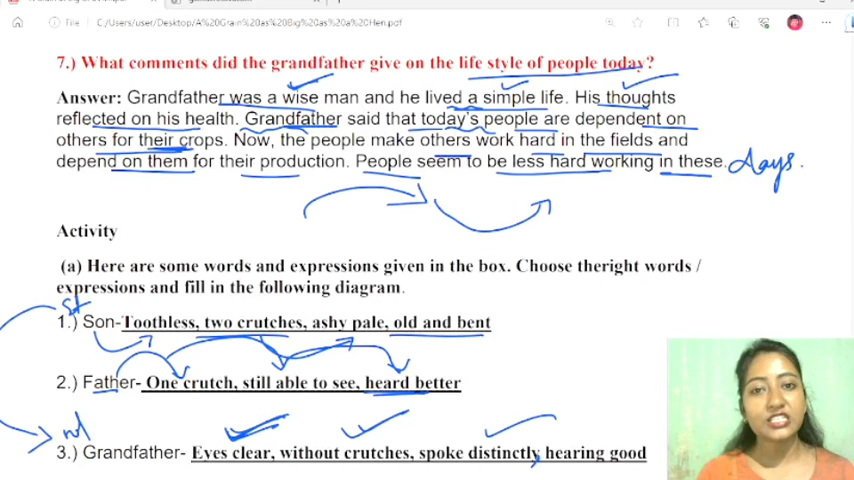 File | C:/Users/user/Desktop/A%20Grain%20as%20Big%20as%20a%20Hen.pdf
7.) What comments did the grandfather give on the life style of people today?
Answer: Grandfather was a wise man and he lived a simple life. His thoughts
reflected on his health. Grandfather said that today's people are dependent on
others for their crops. Now, the people make others work hard in the fields and
depend on them for their production. People seem to be less hard working in these. days.
Activity
(a) Here are some words and expressions given in the box. Choose theright words /
expressions and fill in the following diagram.
st
1.) Son-Toothless, two crutches, ashy pale, old and bent
2.) Father- One crutch, still able to see, heard better
3.) Grandfather- Eyes clear, without crutches, spoke distinctly, hearing good